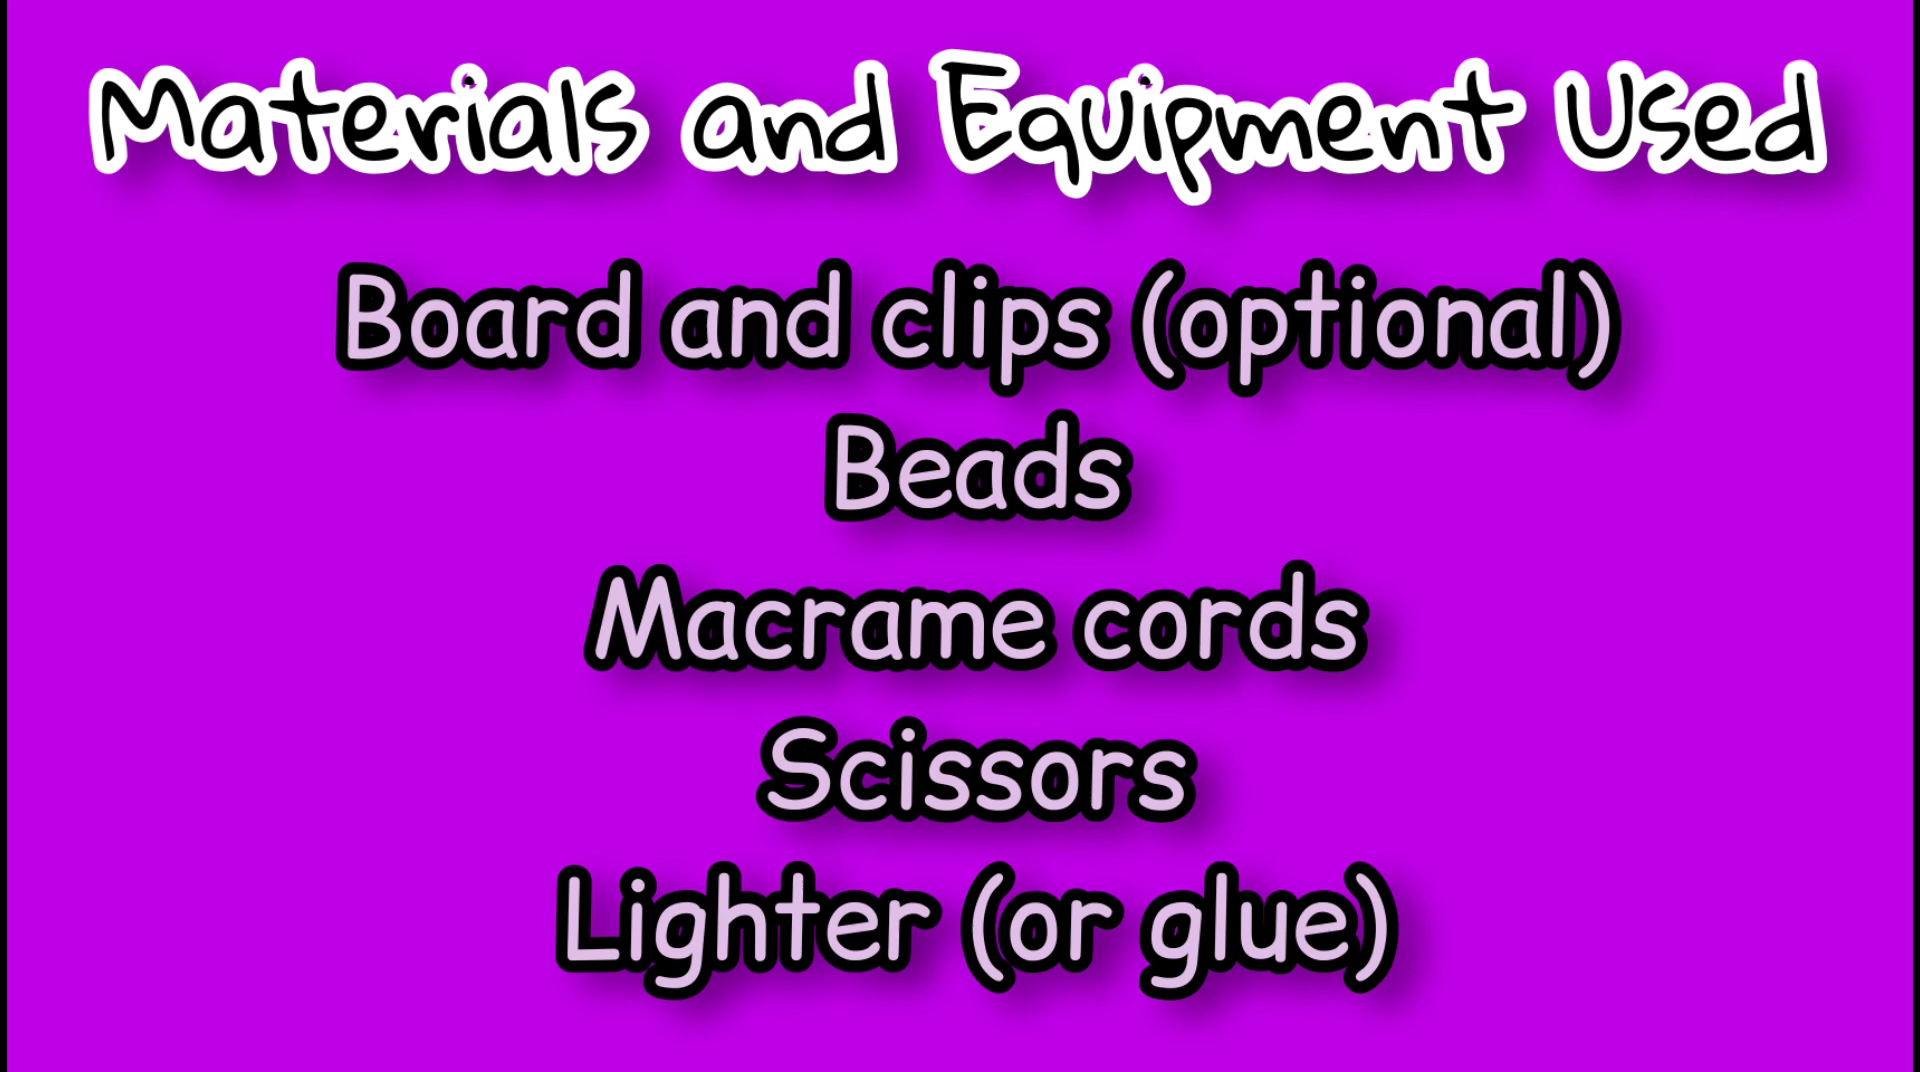 Materials and Equipment Used
Board and clips (optional)
Beads
Macrame cords
Scissors
Lighter (or glue)